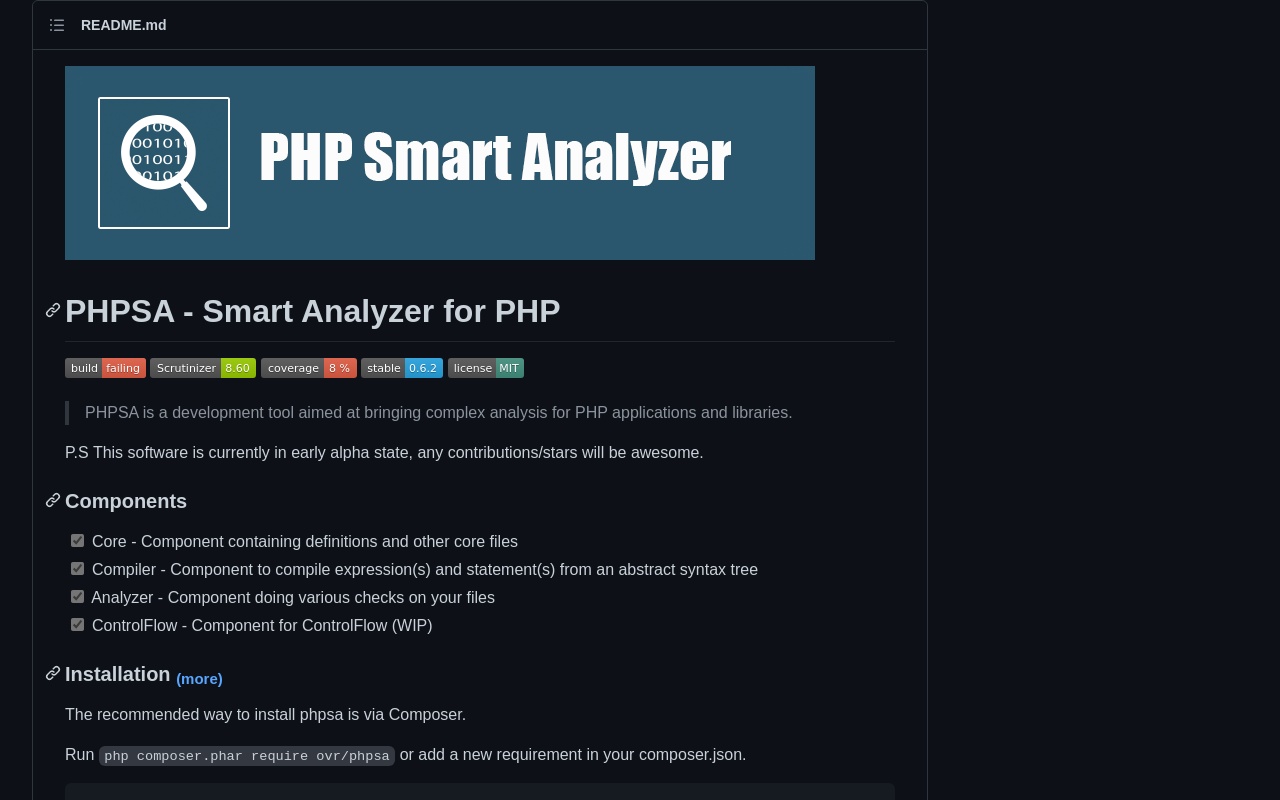 README.md
100
001010
010011
00101
PHP Smart Analyzer
PHPSA - Smart Analyzer for PHP
build failing Scrutinizer 8.60 coverage 8 % stable 0.6.2 license MIT
PHPSA is a development tool aimed at bringing complex analysis for PHP applications and libraries.
P.S This software is currently in early alpha state, any contributions/stars will be awesome.
Components
Core - Component containing definitions and other core files
Compiler - Component to compile expression(s) and statement(s) from an abstract syntax tree
Analyzer - Component doing various checks on your files
ControlFlow - Component for ControlFlow (WIP)
Installation (more)
The recommended way to install phpsa is via Composer.
Run php composer.phar require ovr/phpsa or add a new requirement in your composer.json.